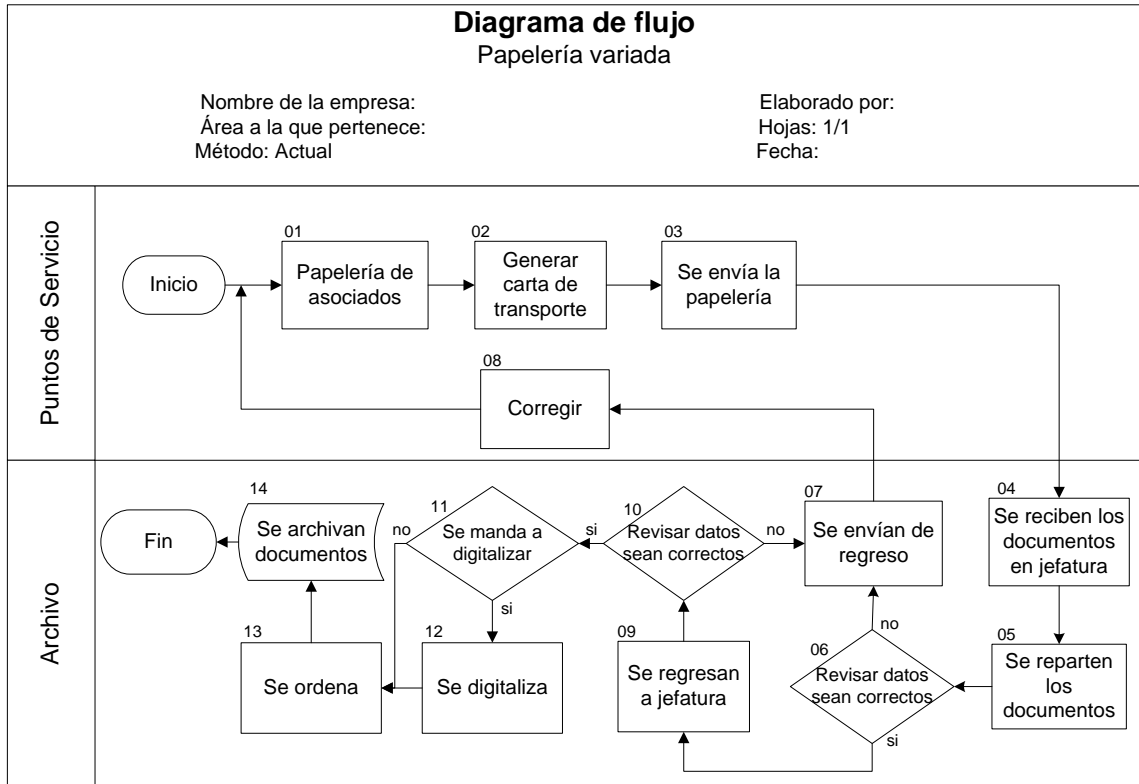 Diagrama de flujo
Papelería variada
Nombre de la empresa:
Área a la que pertenece:
Método: Actual
Elaborado por:
Hojas: 1/1
Fecha:
Puntos de Servicio
Inicio
01
Papelería de
asociados
02
Generar
carta de
transporte
03
Se envía la
papelería
08
Corregir
Archivo
04
Se reciben los
documentos
en jefatura
05
Se reparten
los
documentos
06
Revisar datos
sean correctos
no
si
07
Se envían de
regreso
09
Se regresan
a jefatura
10
Revisar datos
sean correctos
no
si
11
Se manda a
digitalizar
no
si
12
Se digitaliza
13
Se ordena
14
Se archivan
documentos
Fin